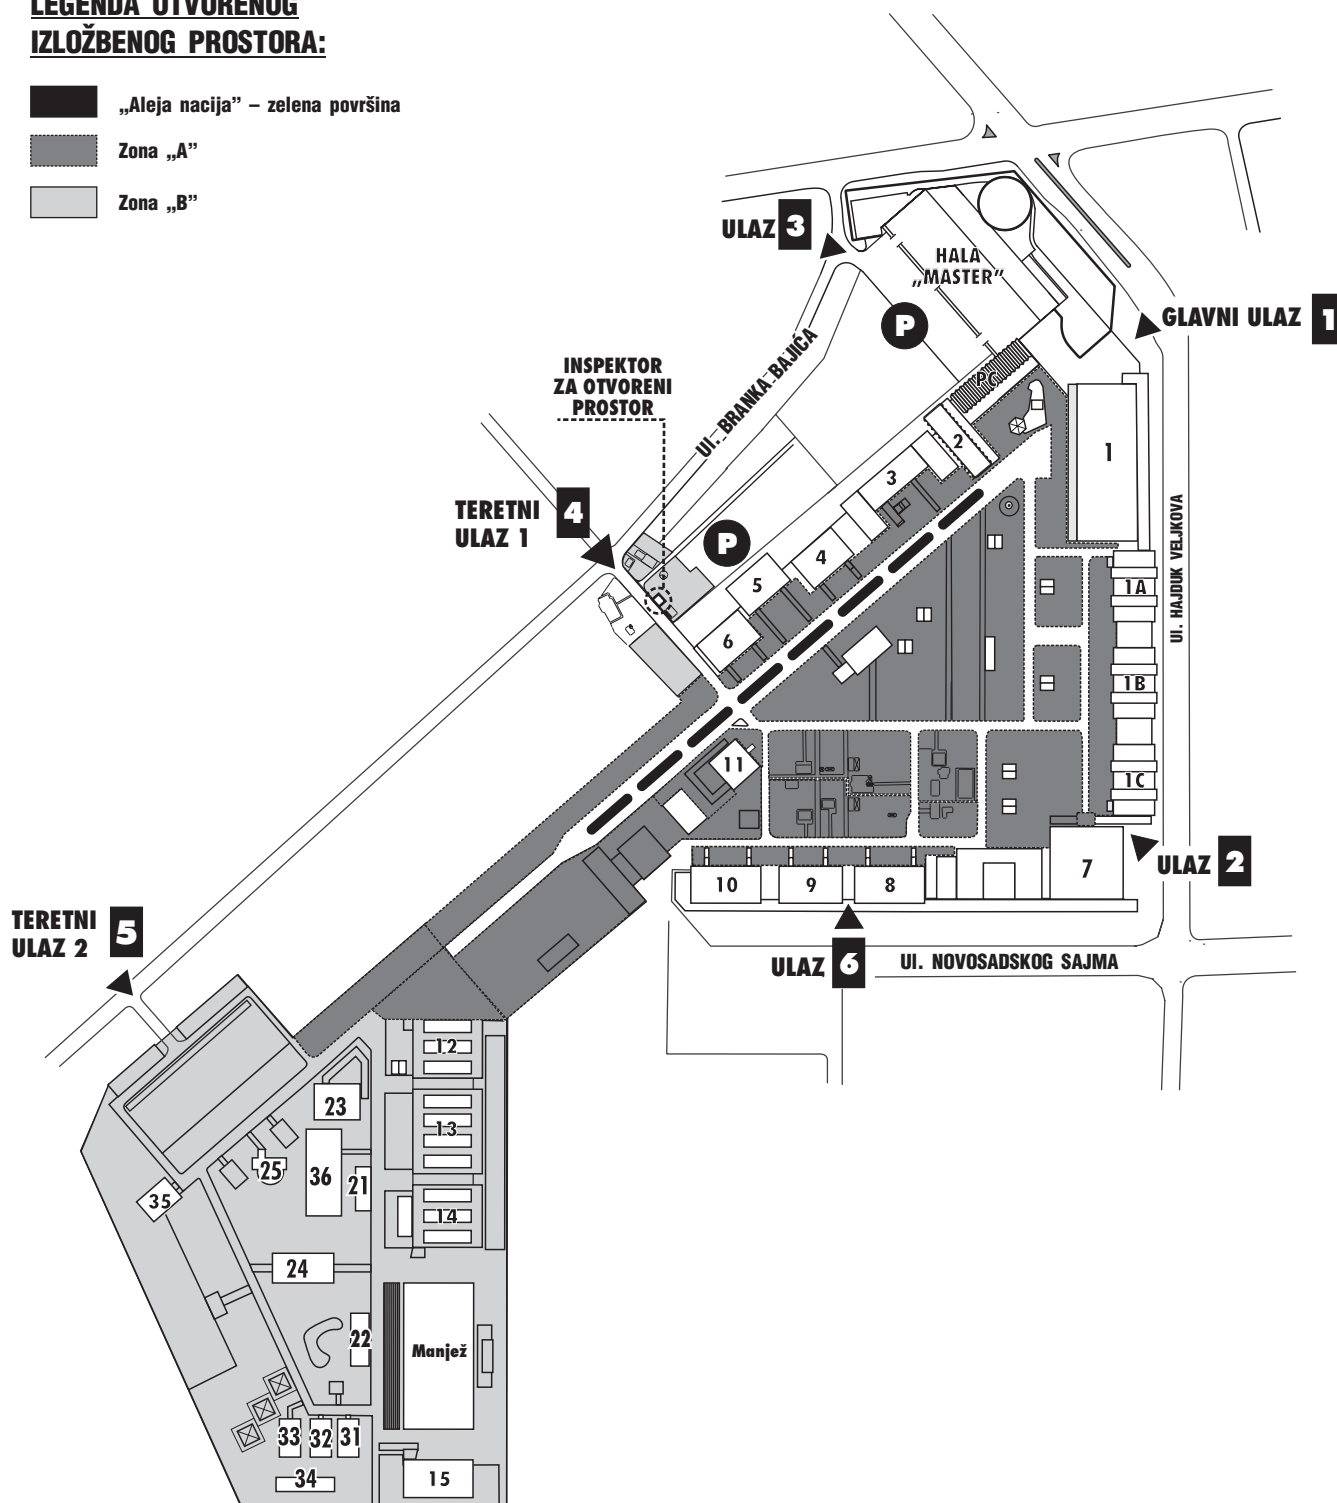 LEGENDA OTVORENOG
IZLOŽBENOG PROSTORA:
„Aleja nacija” – zelena površina
Zona „A”
Zona „B”
ULAZ 3
HALA
„MASTER”
GLAVNI ULAZ 1
P
INSPEKTOR
ZA OTVORENI
PROSTOR
Ul. BRANKA BAJIĆA
PC
2
1
3
TERETNI
ULAZ 1
4
P
4
5
6
Ul. HAJDUK VELJKOVA
1A
1B
1C
11
7
ULAZ 2
10
9
8
TERETNI
ULAZ 2
5
ULAZ 6
Ul. NOVOSADSKOG SAJMA
12
23
13
25
36
21
35
14
24
22
Manjež
33
32
31
34
15